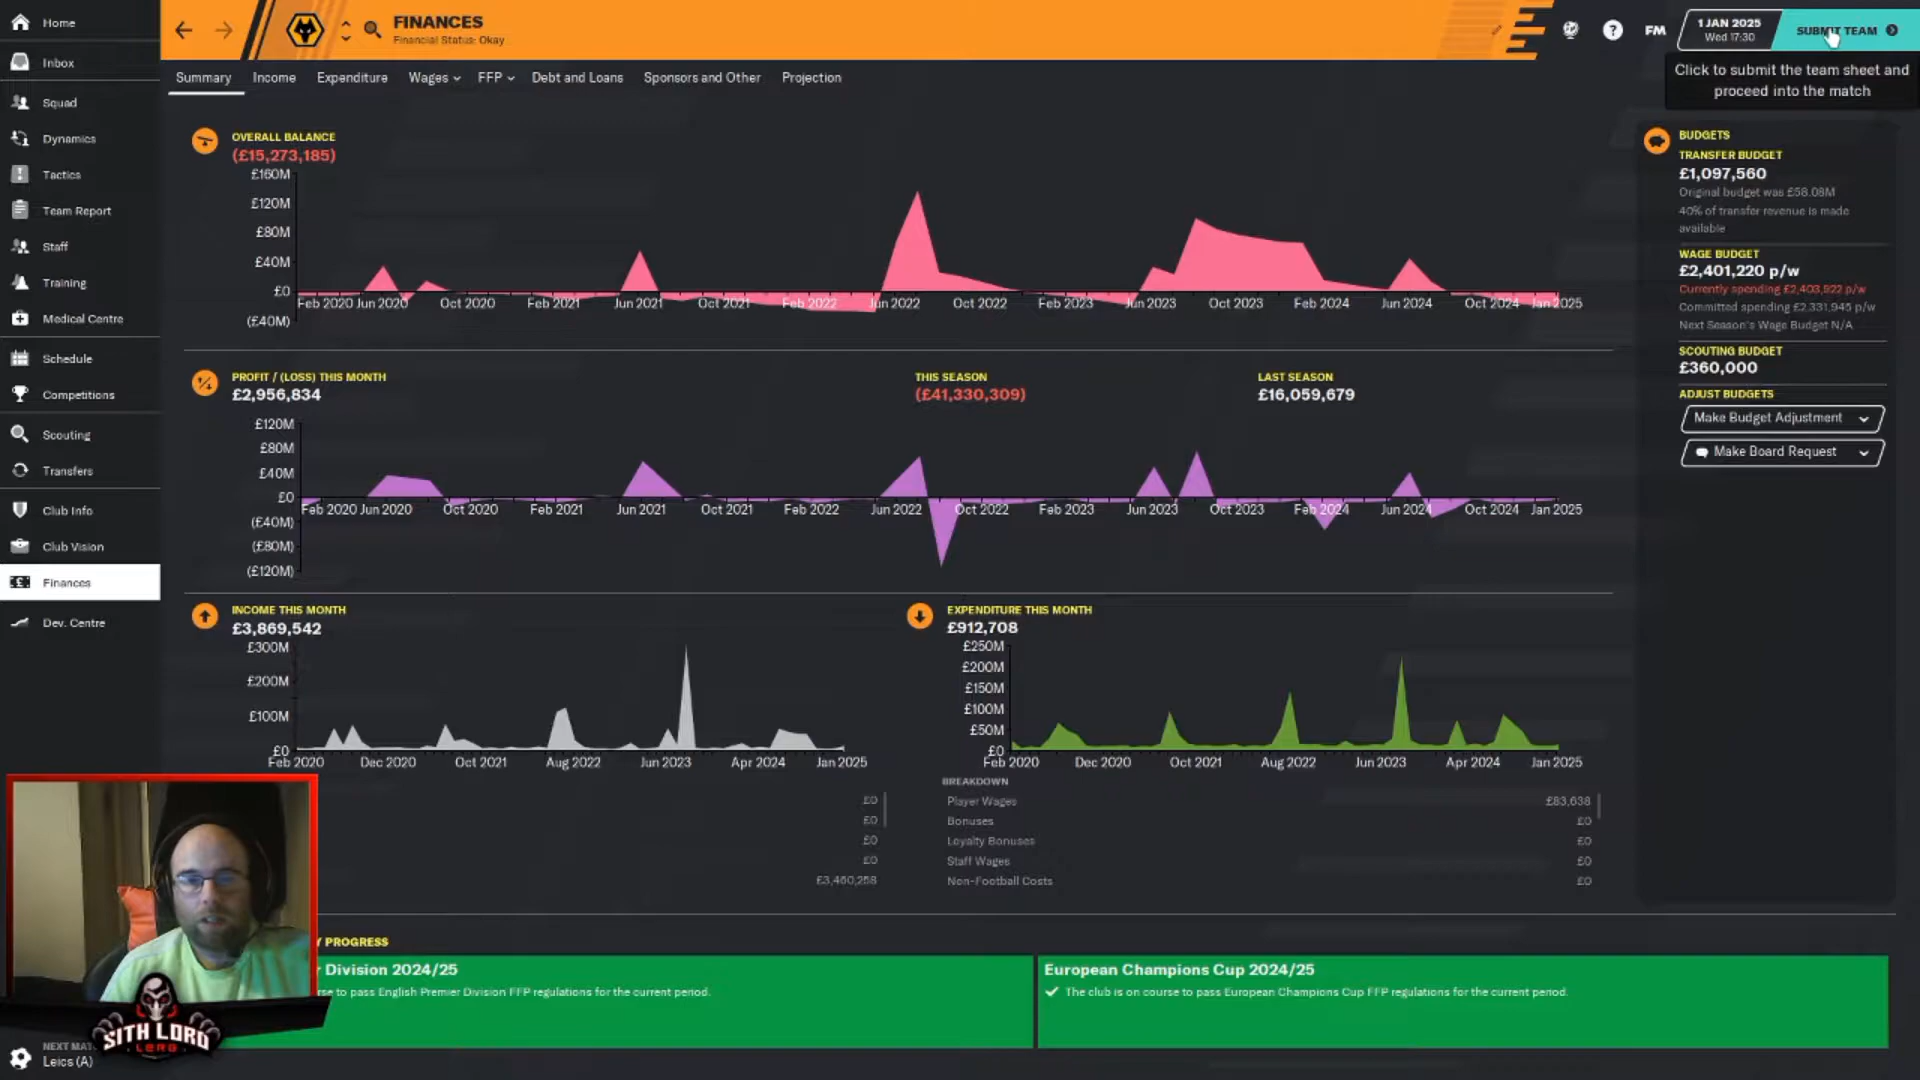 Home
FINANCES
Financial Status: Okay
FM
1 JAN 2025
Wed 17:30
SUBMIT TEAM
Click to submit the team sheet and
proceed into the match
Inbox
Squad
Dynamics
Tactics
Team Report
Staff
Training
Medical Centre
Schedule
Competitions
Scouting
Transfers
Club Info
Club Vision
Finances
Dev. Centre
Summary Income Expenditure Wages FFP Debt and Loans Sponsors and Other Projection
OVERALL BALANCE
(£15,273,185)
£160M
£120M
£80M
£40M
£0
(£40M)
Feb 2020 Jun 2020 Oct 2020 Feb 2021 Jun 2021 Oct 2021 Feb 2022 Jun 2022 Oct 2022 Feb 2023 Jun 2023 Oct 2023 Feb 2024 Jun 2024 Oct 2024 Jan 2025
PROFIT / (LOSS) THIS MONTH
£2,956,834
THIS SEASON
(£41,330,309)
LAST SEASON
£16,059,679
£120M
£80M
£40M
£0
(£40M)
(£80M)
(£120M)
Feb 2020 Jun 2020 Oct 2020 Feb 2021 Jun 2021 Oct 2021 Feb 2022 Jun 2022 Oct 2022 Feb 2023 Jun 2023 Oct 2023 Feb 2024 Jun 2024 Oct 2024 Jan 2025
INCOME THIS MONTH
£3,869,542
£300M
£200M
£100M
£0
Feb 2020 Dec 2020 Oct 2021 Aug 2022 Jun 2023 Apr 2024 Jan 2025
£0
£0
£0
£0
£3,460,258
EXPENDITURE THIS MONTH
£912,708
£250M
£200M
£150M
£100M
£50M
£0
Feb 2020 Dec 2020 Oct 2021 Aug 2022 Jun 2023 Apr 2024 Jan 2025
BREAKDOWN
Player Wages £83,638
Bonuses £0
Loyalty Bonuses £0
Staff Wages £0
Non-Football Costs £0
BUDGETS
TRANSFER BUDGET
£1,097,560
Original budget was £58.08M
40% of transfer revenue is made
available
WAGE BUDGET
£2,401,220 p/w
Currently spending £2,403,922 p/w
Committed spending £2,331,945 p/w
Next Season's Wage Budget N/A
SCOUTING BUDGET
£360,000
ADJUST BUDGETS
Make Budget Adjustment
Make Board Request
Y PROGRESS
r Division 2024/25
rse to pass English Premier Division FFP regulations for the current period.
European Champions Cup 2024/25
The club is on course to pass European Champions Cup FFP regulations for the current period.
SITH LORD
LERD
NEXT MAT
Leics (A)